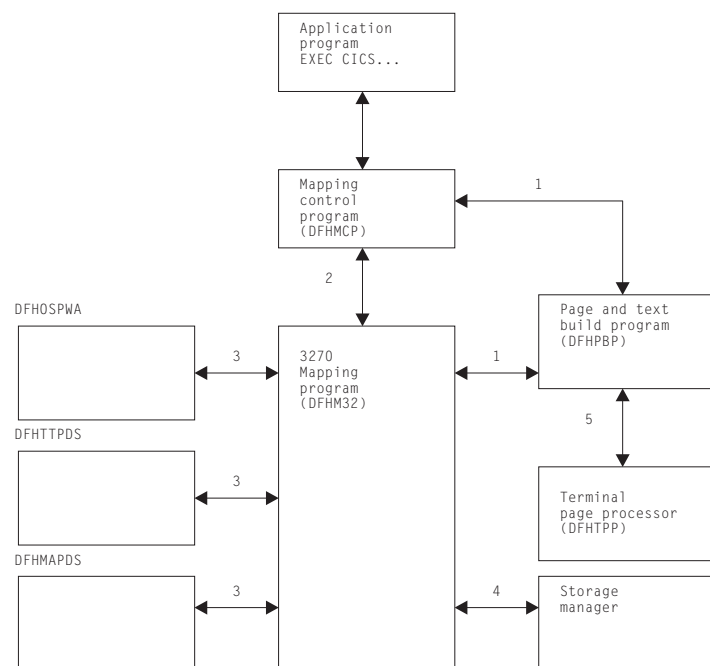 Application
program
EXEC CICS...
Mapping
control
program
(DFHMCP)
1
2
DFHOSPWA
3
3270
Mapping
program
(DFHM32)
1
Page and text
build program
(DFHPBP)
DFHTTPDS
3
5
Terminal
page processor
(DFHTPP)
DFHMAPDS
3
4
Storage
manager